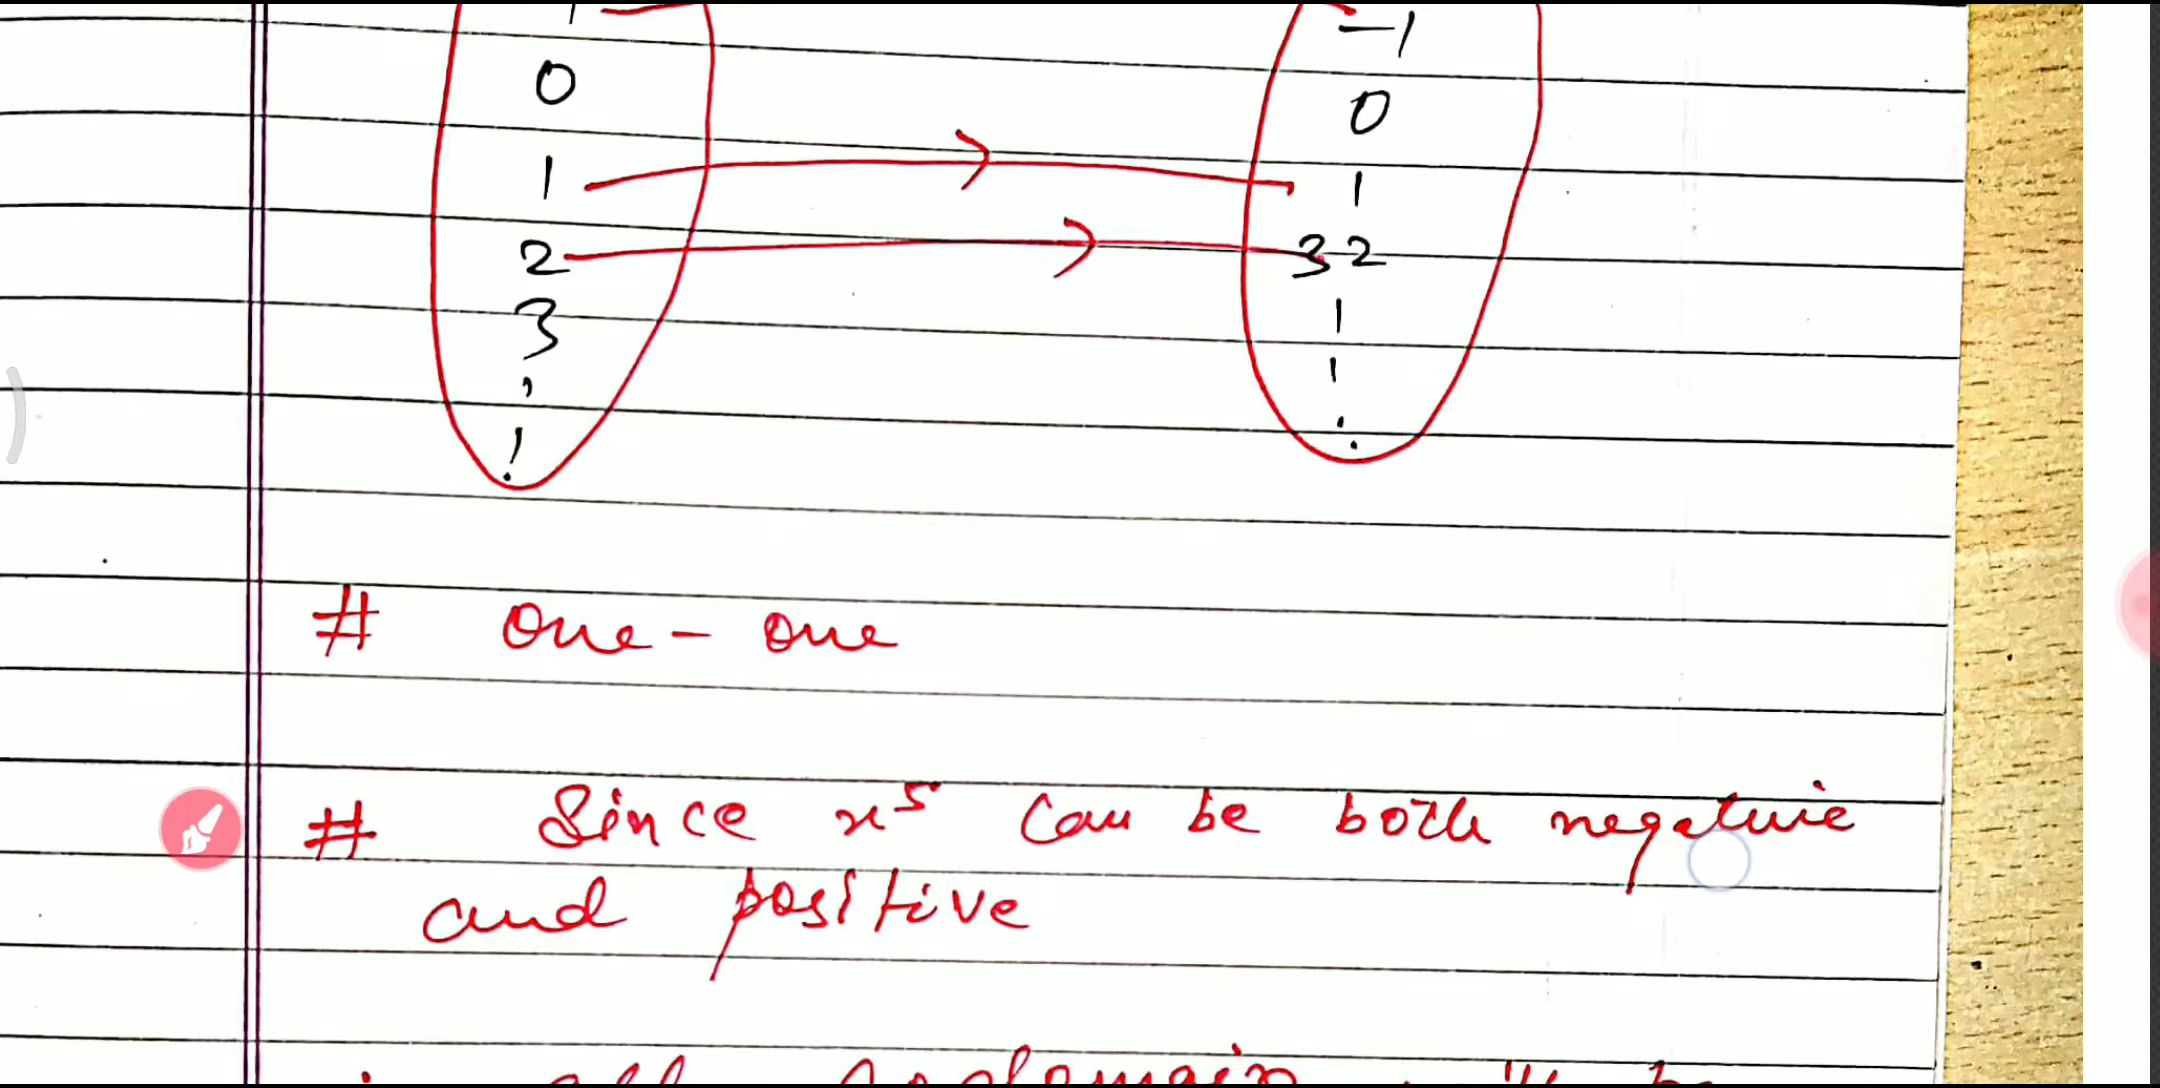 -1
0 0
1 1
2 32
3
# One - one
# Since x⁵ can be both negative
and positive